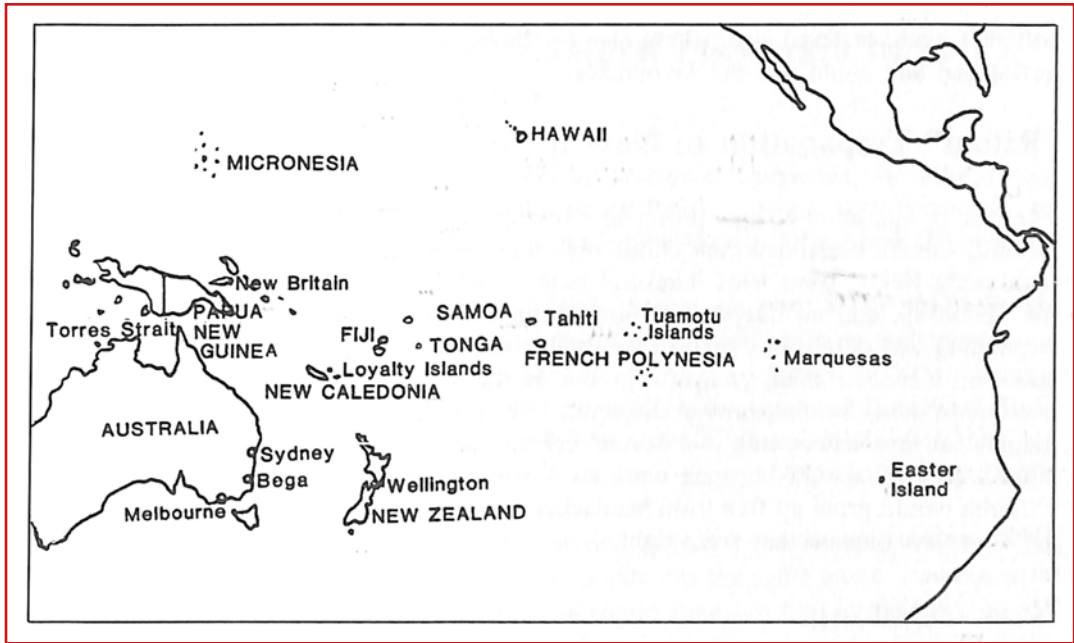 HAWAII
MICRONESIA
New Britain
PAPUA
NEW
GUINEA
Torres Strait
SAMOA
Tahiti
Tuamotu
Islands
FIJI
TONGA
FRENCH POLYNESIA
Marquesas
Loyalty Islands
NEW CALEDONIA
AUSTRALIA
Sydney
Bega
Melbourne
Wellington
NEW ZEALAND
Easter
Island